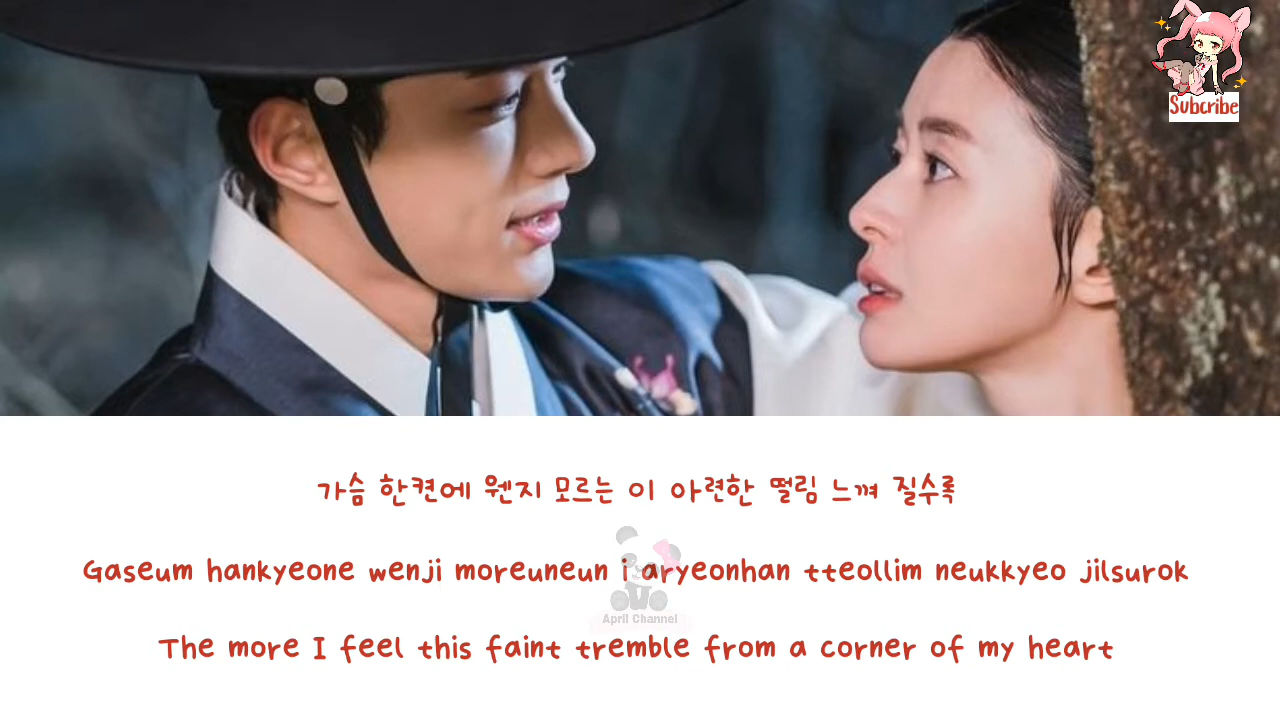 Subcribe
가슴 한켠에 웬지 모르는 이 아련한 떨림 느껴 질수록
Gaseum hankyeone wenji moreuneun i aryeonhan tteollim neukkyeo jilsurok
April Channel
The more I feel this faint tremble from a corner of my heart